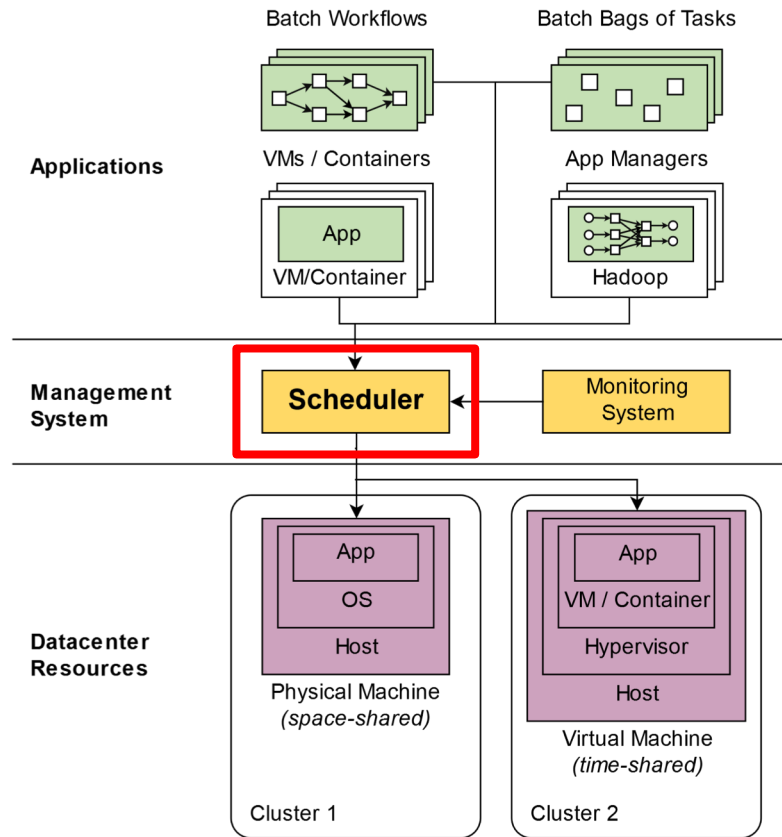 Batch Workflows
Batch Bags of Tasks
Applications
VMs / Containers
App Managers
App
VM/Container
Hadoop
Management
System
Scheduler
Monitoring
System
Datacenter
Resources
App
OS
Host
Physical Machine
(space-shared)
Cluster 1
App
VM / Container
Hypervisor
Host
Virtual Machine
(time-shared)
Cluster 2